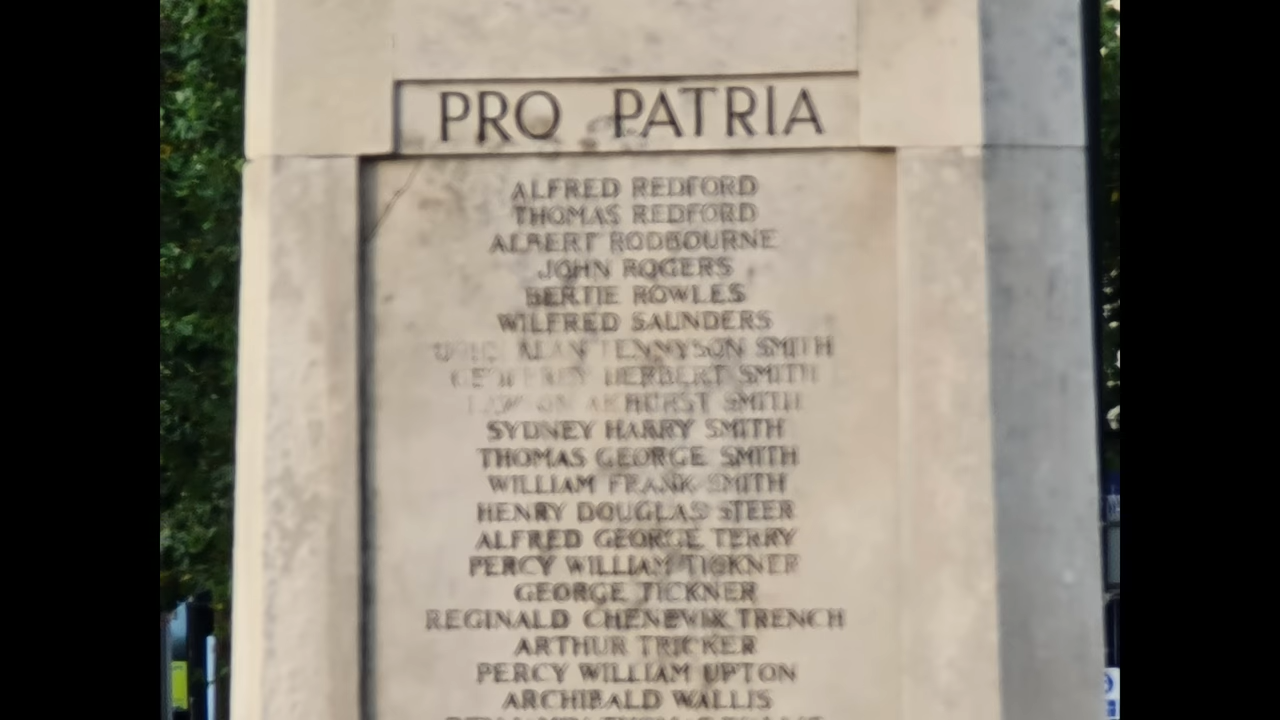 PRO PATRIA
ALFRED REDFORD
THOMAS REDFORD
ALBERT RODBOURNE
JOHN ROGERS
BERTIE ROWLES
WILFRED SAUNDERS
ALAN TENNYSON SMITH
GEOFFREY HERBERT SMITH
SMITH
SYDNEY HARRY SMITH
THOMAS GEORGE SMITH
WILLIAM FRANK SMITH
HENRY DOUGLAS STEER
ALFRED GEORGE TERRY
PERCY WILLIAM TICKNER
GEORGE TICKNER
REGINALD CHENEVIX TRENCH
ARTHUR TRICKER
PERCY WILLIAM UPTON
ARCHIBALD WALLIS